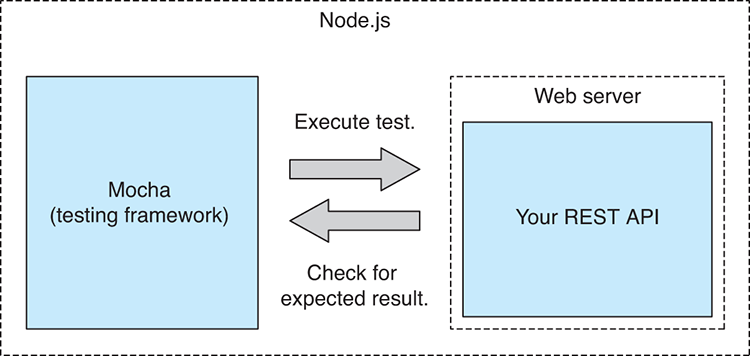 Node.js
Mocha
(testing framework)
Execute test.
Check for
expected result.
Web server
Your REST API